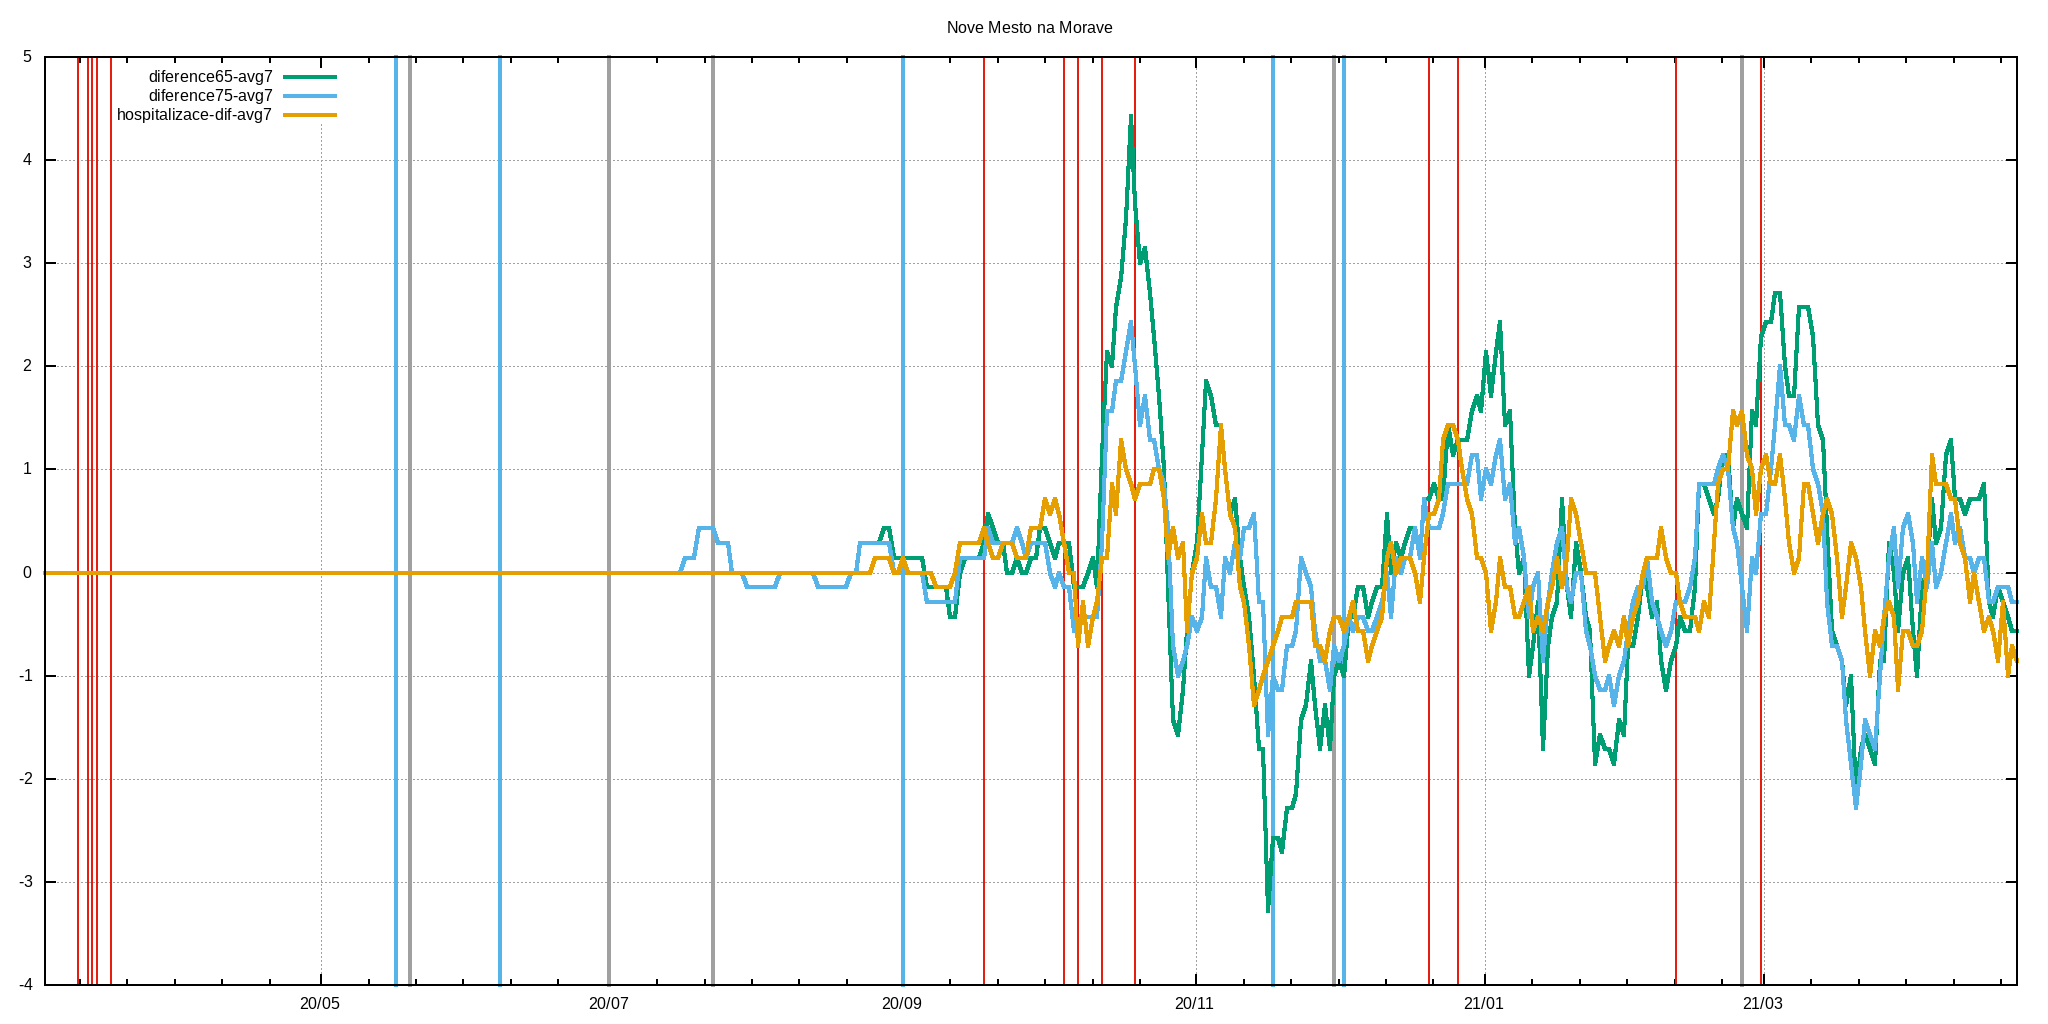 Nove Mesto na Morave
diference65-avg7
diference75-avg7
hospitalizace-dif-avg7
5
4
3
2
1
0
-1
-2
-3
-4
20/05 20/07 20/09 20/11 21/01 21/03